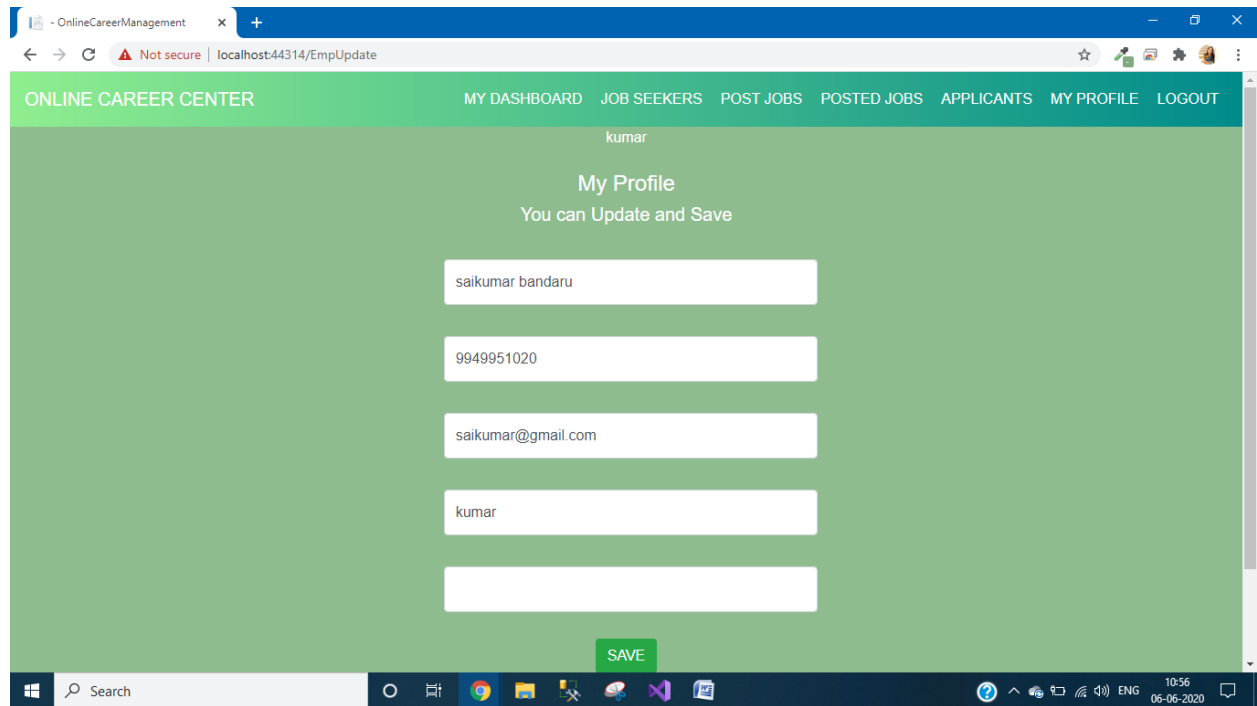 - OnlineCareerManagement
Not secure | localhost:44314/EmpUpdate
ONLINE CAREER CENTER MY DASHBOARD JOB SEEKERS POST JOBS POSTED JOBS APPLICANTS MY PROFILE LOGOUT
kumar
My Profile
You can Update and Save
saikumar bandaru
9949951020
saikumar@gmail.com
kumar
SAVE
Search
ENG
10:56
06-06-2020